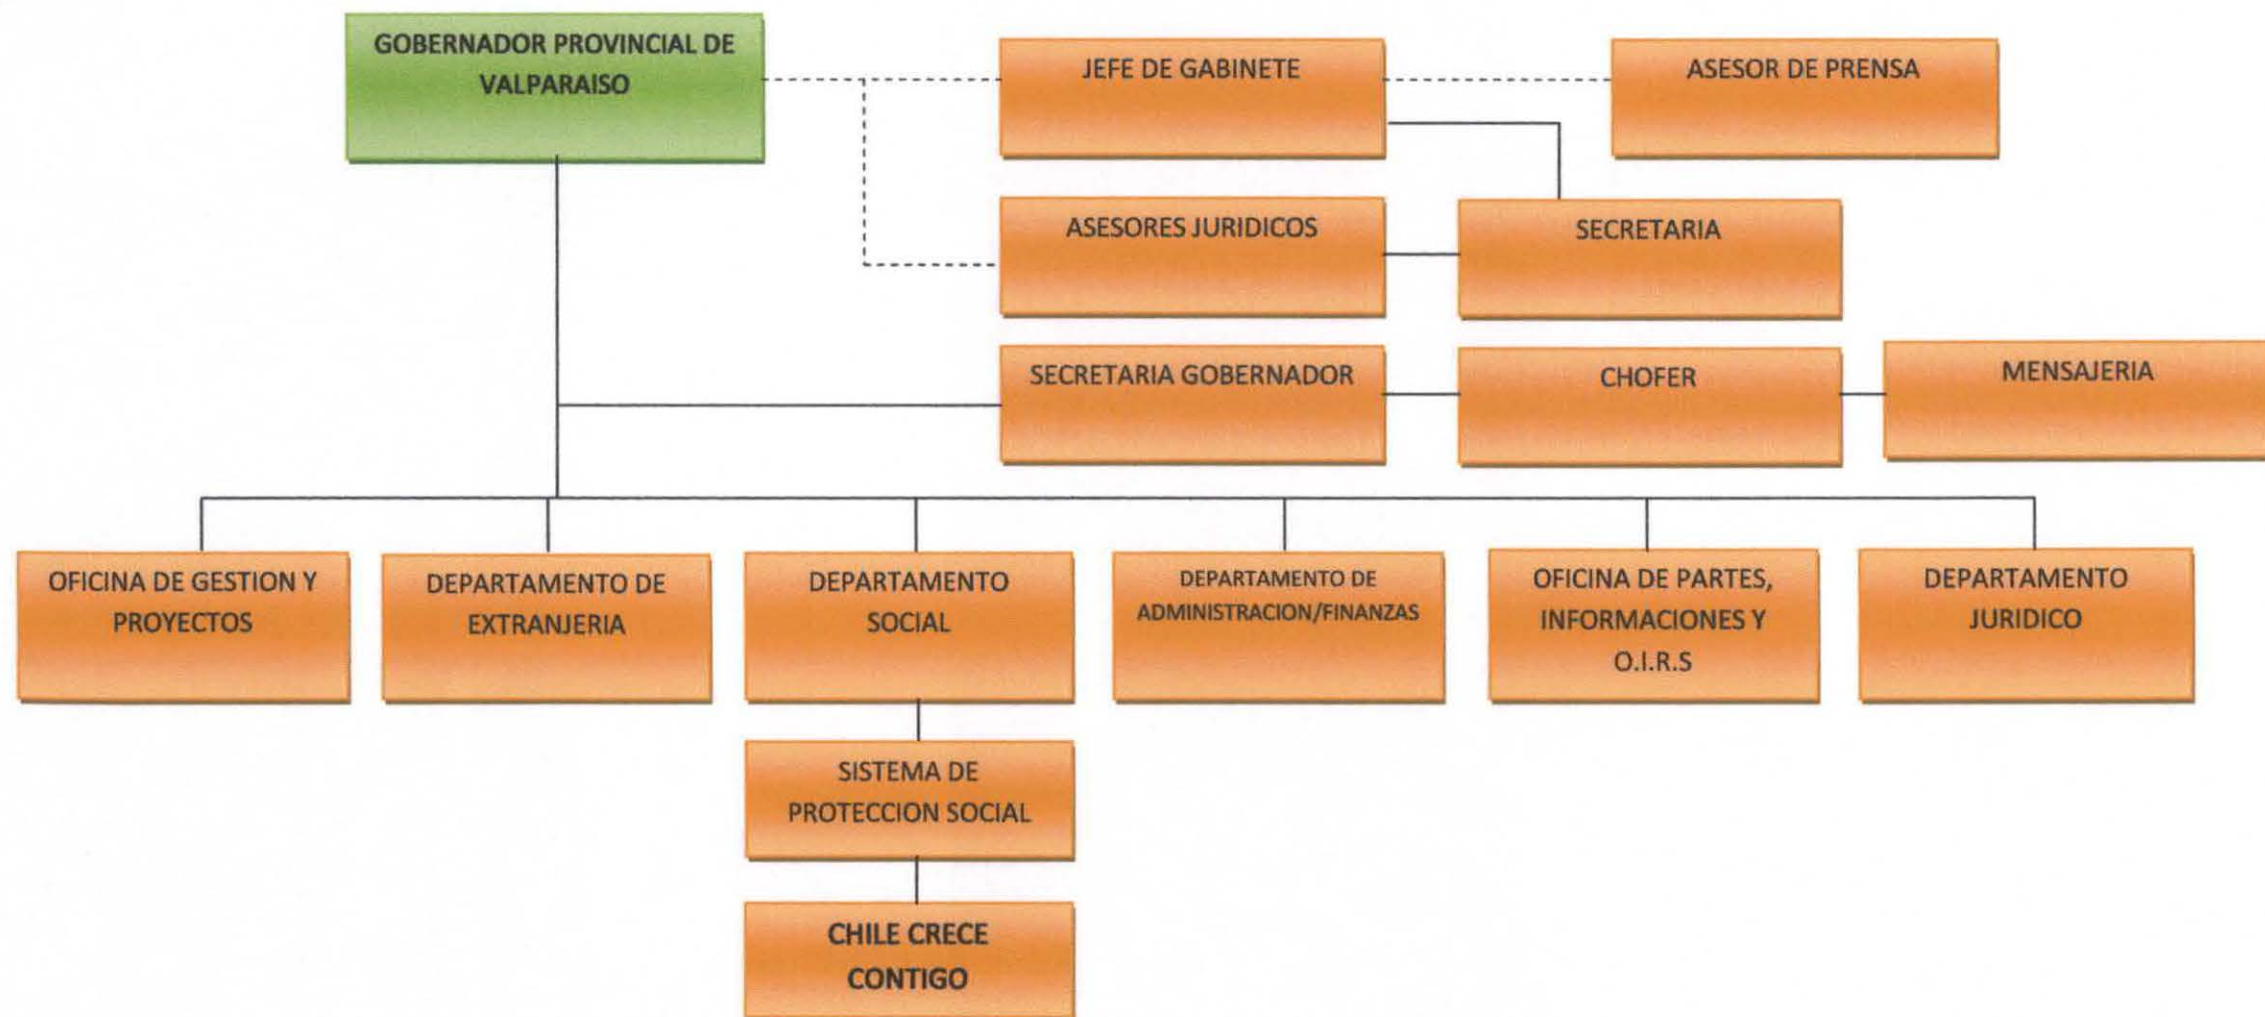 GOBERNADOR PROVINCIAL DE
VALPARAISO
JEFE DE GABINETE
ASESOR DE PRENSA
ASESORES JURIDICOS
SECRETARIA
SECRETARIA GOBERNADOR
CHOFER
MENSAJERIA
OFICINA DE GESTION Y
PROYECTOS
DEPARTAMENTO DE
EXTRANJERIA
DEPARTAMENTO
SOCIAL
DEPARTAMENTO DE
ADMINISTRACION/FINANZAS
OFICINA DE PARTES,
INFORMACIONES Y
O.I.R.S
DEPARTAMENTO
JURIDICO
SISTEMA DE
PROTECCION SOCIAL
CHILE CRECE
CONTIGO